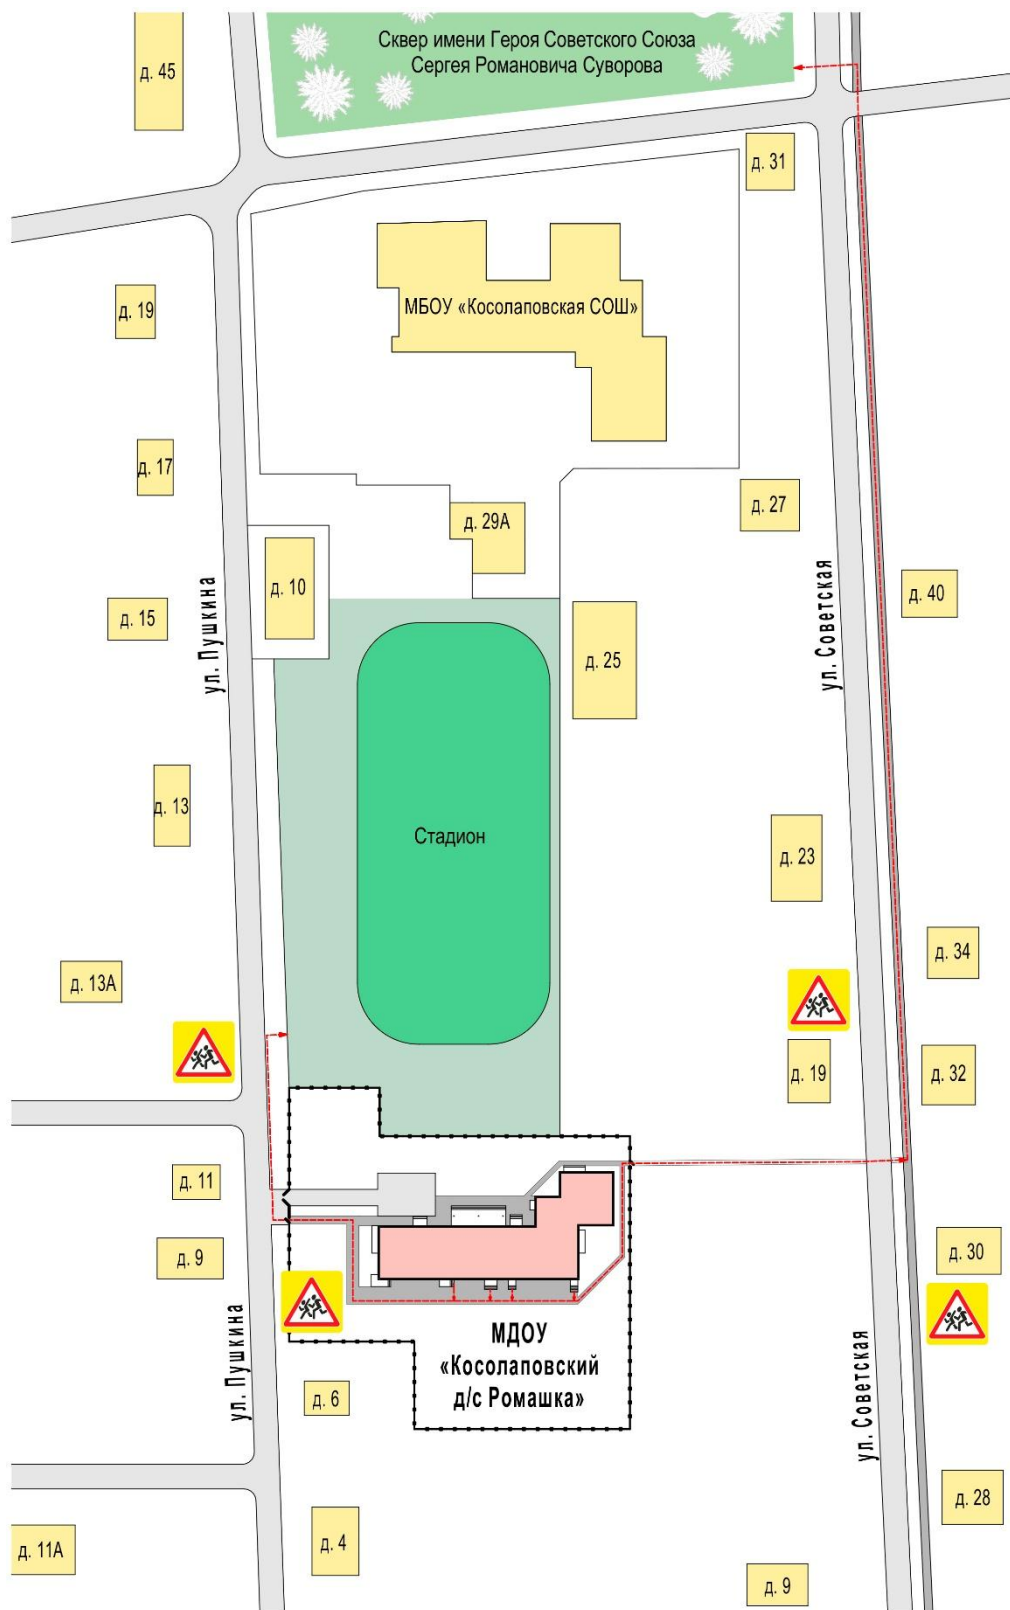 Сквер имени Героя Советского Союза
Сергея Романовича Суворова
д. 45
д. 31
МБОУ «Косолаповская СОШ»
д. 19
д. 17
д. 27
д. 29А
д. 10
д. 40
д. 15
ул. Пушкина
ул. Советская
д. 25
д. 13
Стадион
д. 23
д. 34
д. 13А
д. 19
д. 32
д. 11
д. 9
д. 30
МДОУ
«Косолаповский
д/с Ромашка»
ул. Пушкина
ул. Советская
д. 6
д. 28
д. 4
д. 11А
д. 9